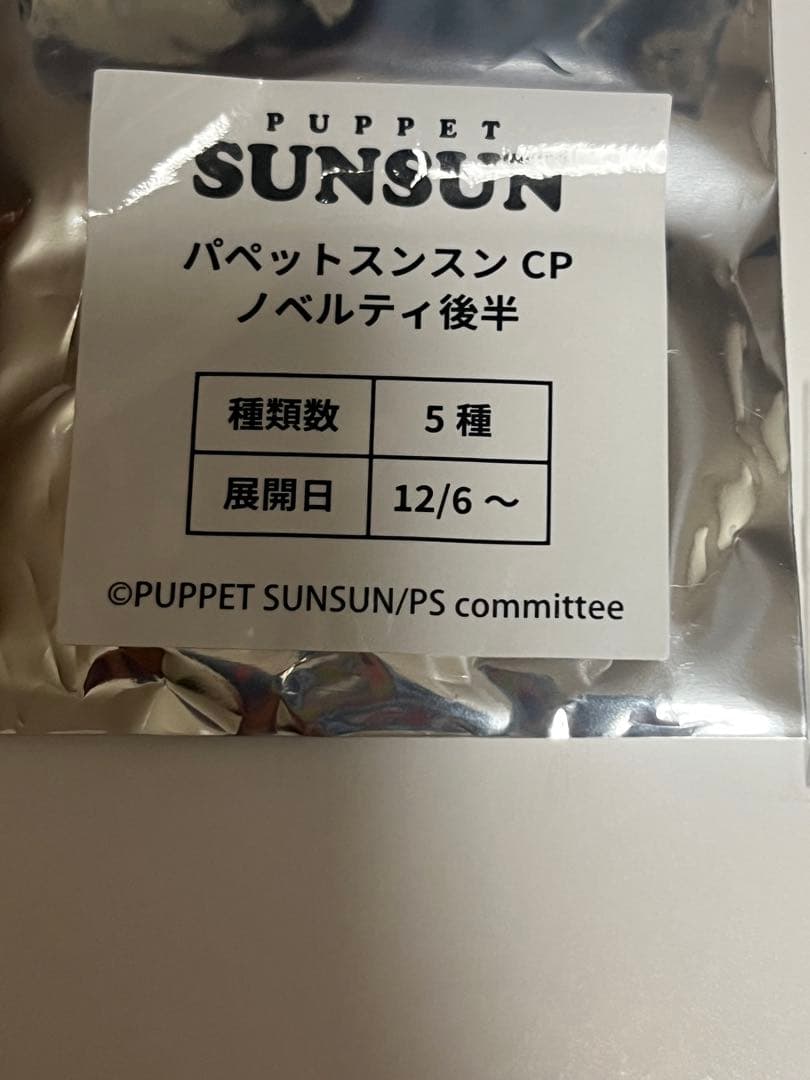 PUPPET
SUNSUN
パペットスンスン CP
ノベルティ後半
種類数 5 種
展開日 12/6 〜
©PUPPET SUNSUN/PS committee